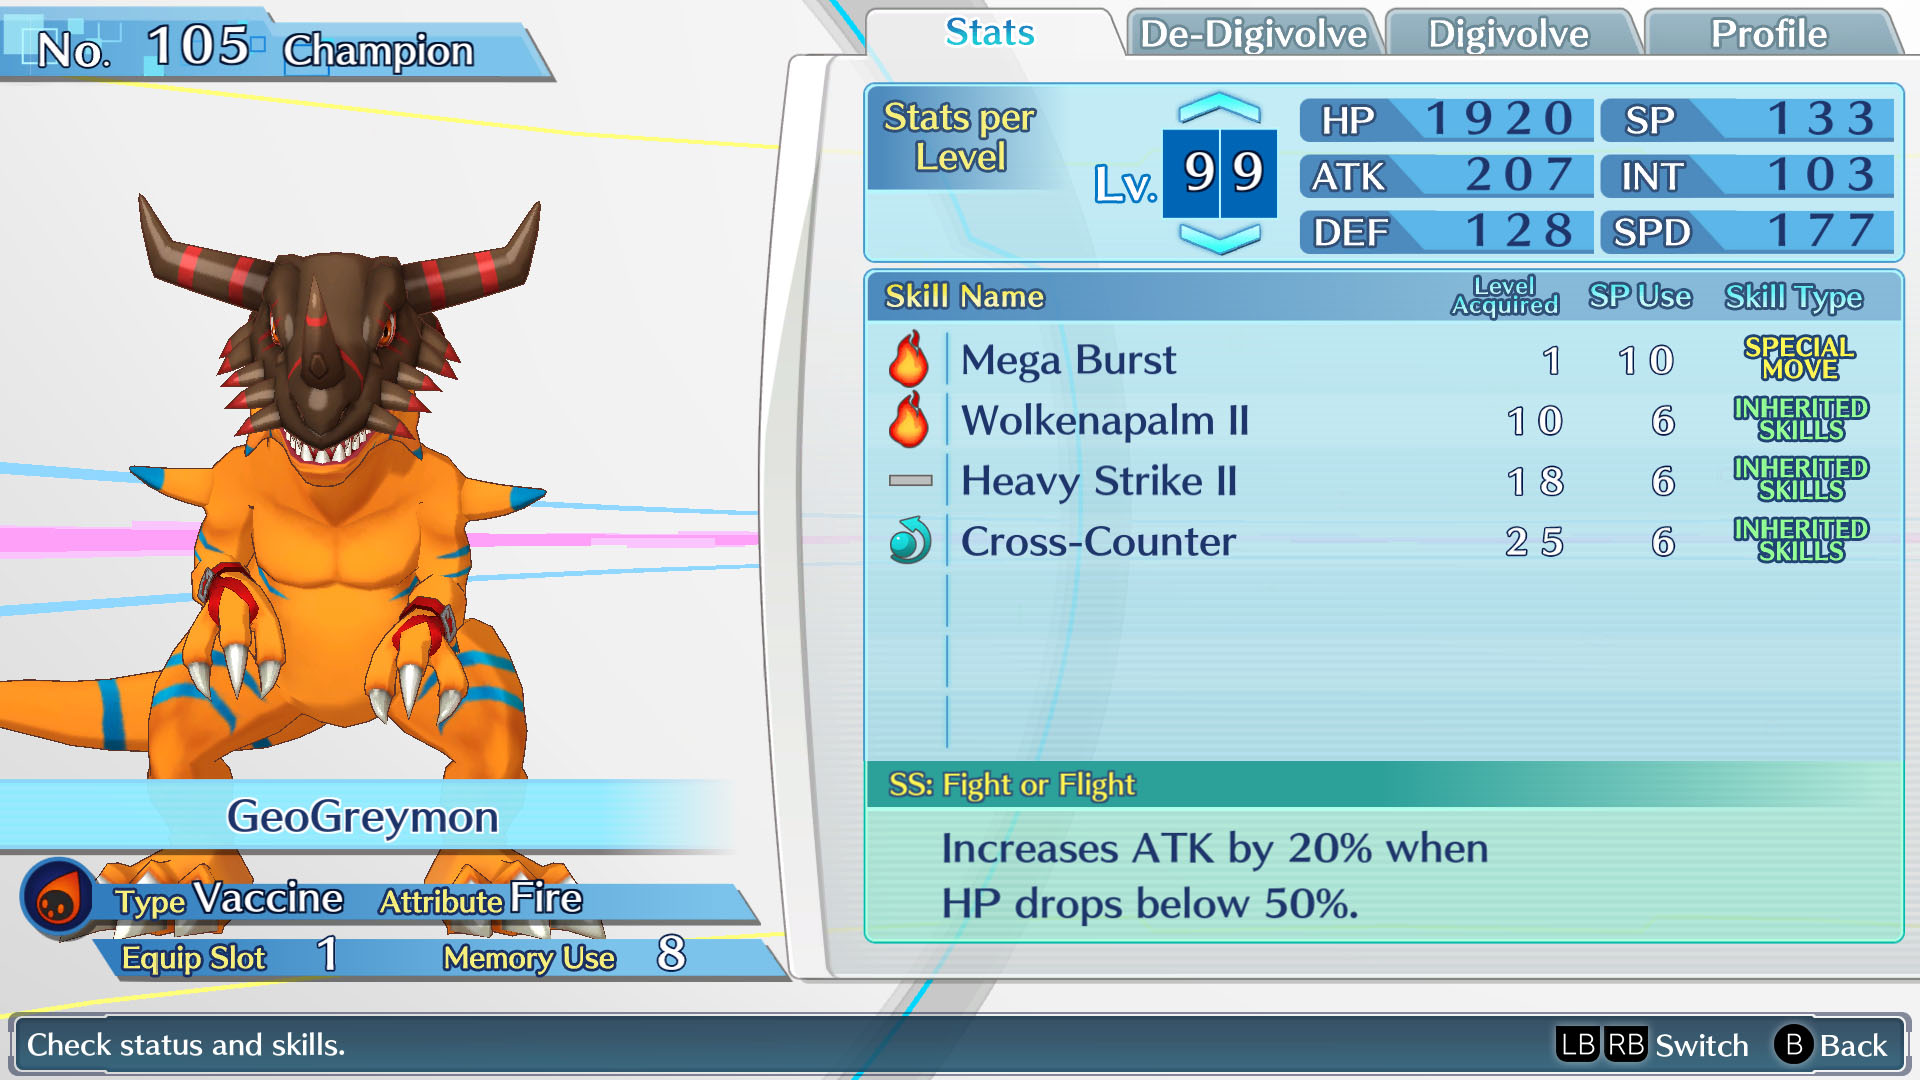 No. 105 Champion
Stats De-Digivolve Digivolve Profile
Stats per
Level
Lv. 99
HP 1920 SP 133
ATK 207 INT 103
DEF 128 SPD 177
Skill Name Level Acquired SP Use Skill Type
Mega Burst 1 10 SPECIAL MOVE
Wolkenapalm II 10 6 INHERITED SKILLS
Heavy Strike II 18 6 INHERITED SKILLS
Cross-Counter 25 6 INHERITED SKILLS
SS: Fight or Flight
Increases ATK by 20% when
HP drops below 50%.
GeoGreymon
Type Vaccine Attribute Fire
Equip Slot 1 Memory Use 8
Check status and skills.
LB RB Switch B Back